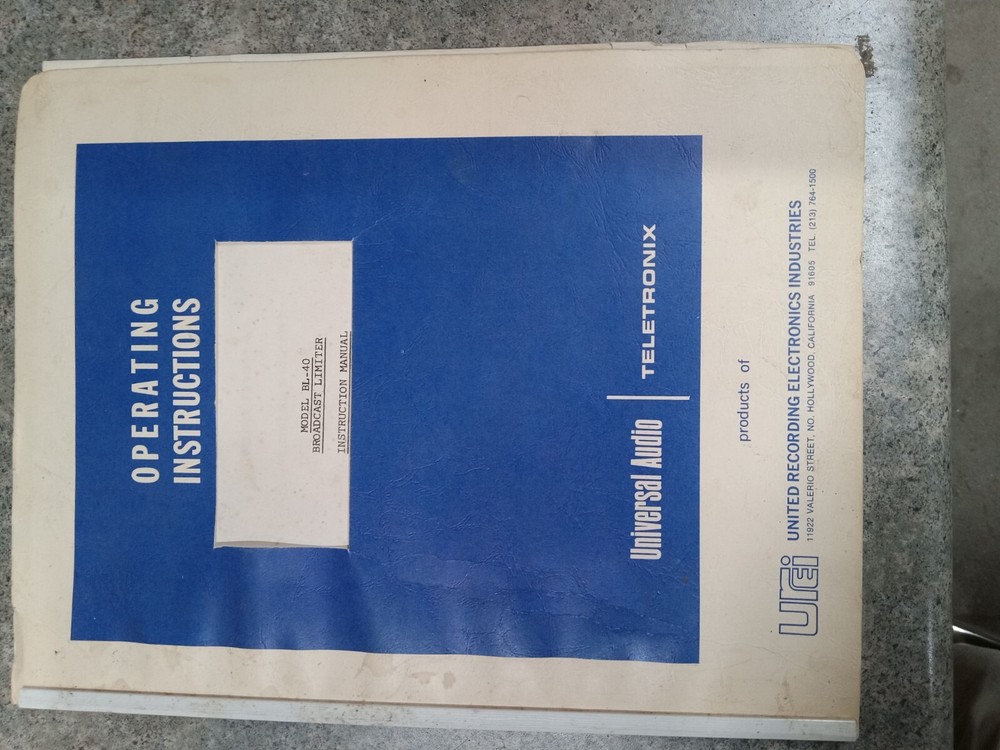 OPERATING
INSTRUCTIONS
MODEL BL-40
BROADCAST LIMITER
INSTRUCTION MANUAL
Universal Audio | TELETRONIX
products of
urei
UNITED RECORDING ELECTRONICS INDUSTRIES
11922 VALERIO STREET, NO. HOLLYWOOD, CALIFORNIA 91605 TEL. (213) 764-1500